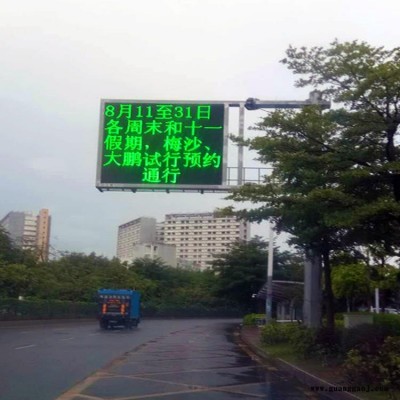 8月11至31日
各周末和十一
假期，梅沙、
大鹏试行预约
通行